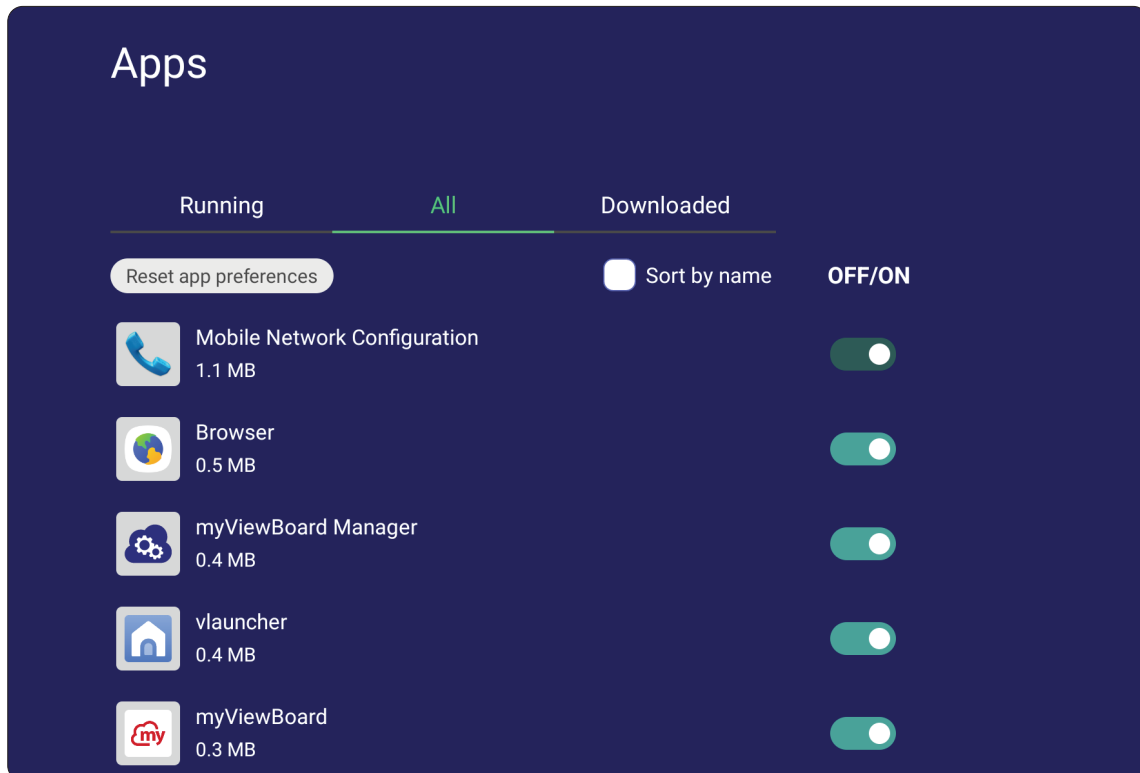 Apps
Running All Downloaded
Reset app preferences Sort by name OFF/ON
Mobile Network Configuration
1.1 MB
Browser
0.5 MB
myViewBoard Manager
0.4 MB
vlauncher
0.4 MB
myViewBoard
my
0.3 MB